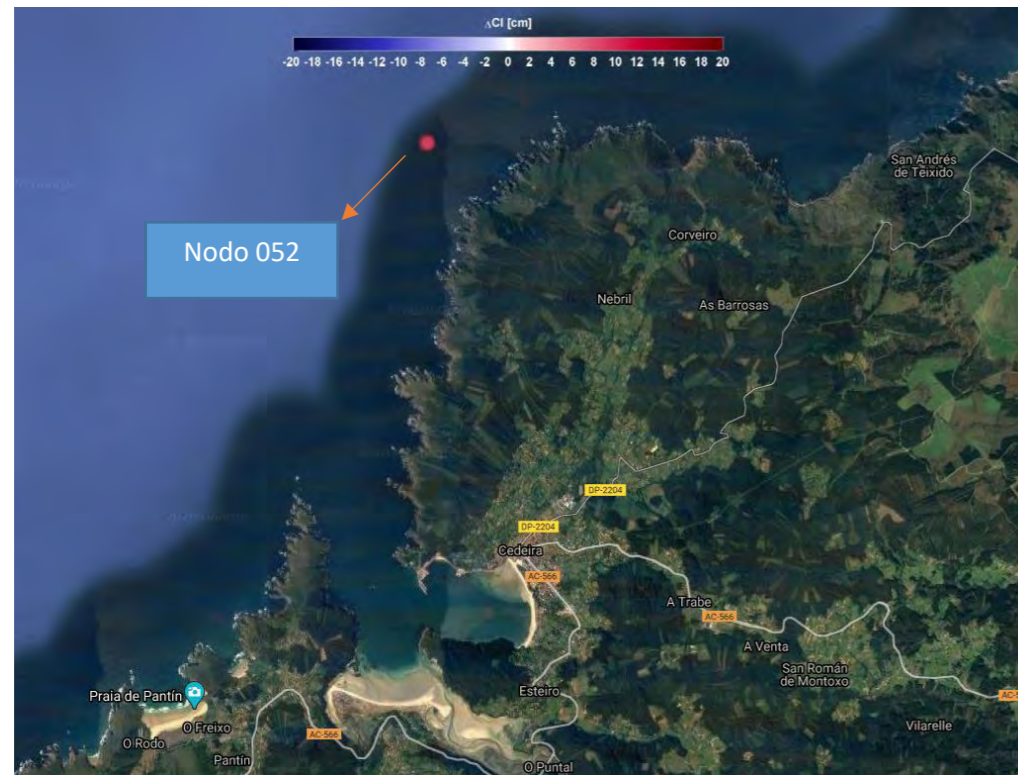 ΔCI [cm]
-20 -18 -16 -14 -12 -10 -8 -6 -4 -2 0 2 4 6 8 10 12 14 16 18 20
San Andrés
de Teixido
Corveiro
Nodo 052
Nebril
As Barrosas
DP-2204
DP-2204
Cedeira
AC-566
A Trabe
AC-566
A Venta
San Román
de Montoxo
Esteiro
Praia de Pantín
O Freixo
Vilarelle
AC-566
O Rodo
Pantín
O Puntal